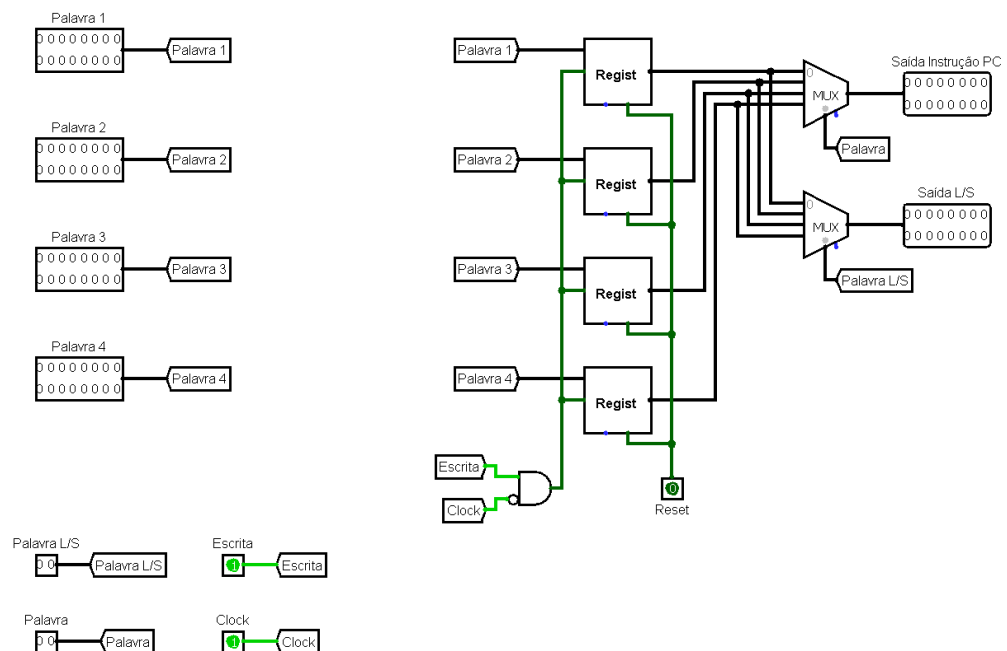 Palavra 1
0 0 0 0 0 0 0 0
0 0 0 0 0 0 0 0
Palavra 1
Palavra 2
0 0 0 0 0 0 0 0
0 0 0 0 0 0 0 0
Palavra 2
Palavra 3
0 0 0 0 0 0 0 0
0 0 0 0 0 0 0 0
Palavra 3
Palavra 4
0 0 0 0 0 0 0 0
0 0 0 0 0 0 0 0
Palavra 4
Palavra 1
Regist
Palavra 2
Regist
Palavra 3
Regist
Palavra 4
Regist
Escrita
Clock
0
Reset
0
MUX
Palavra
Saída Instrução PC
0 0 0 0 0 0 0 0
0 0 0 0 0 0 0 0
0
MUX
Palavra L/S
Saída L/S
0 0 0 0 0 0 0 0
0 0 0 0 0 0 0 0
Palavra L/S
0 0
Palavra L/S
Escrita
1
Escrita
Palavra
0 0
Palavra
Clock
1
Clock